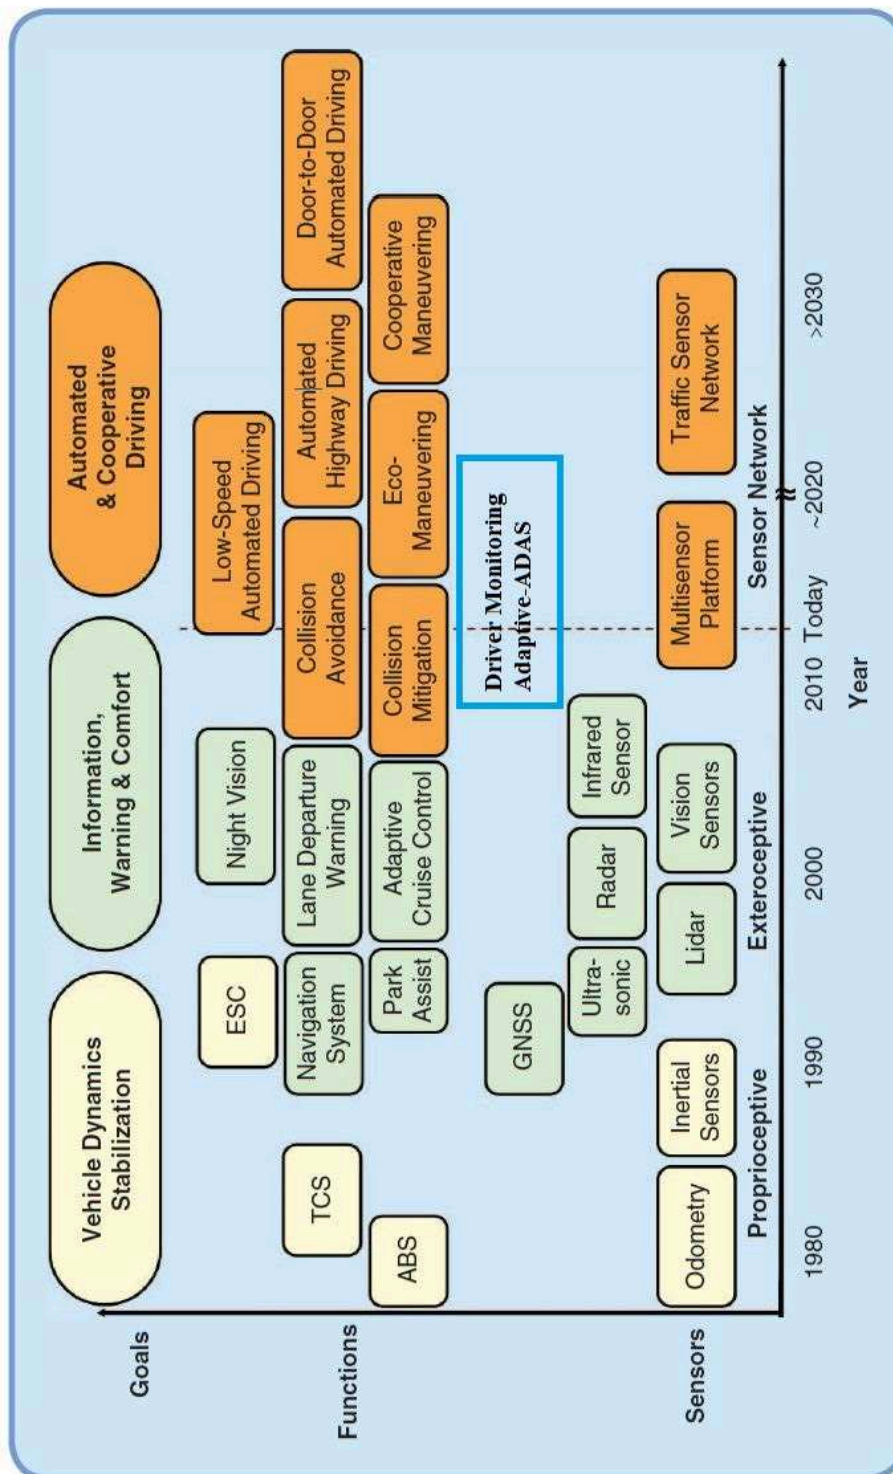 Goals
Vehicle Dynamics
Stabilization
Information,
Warning & Comfort
Automated
& Cooperative
Driving
Functions
ESC
Night Vision
Low-Speed
Automated Driving
TCS
Navigation
System
Lane Departure
Warning
Collision
Avoidance
Automated
Highway Driving
Door-to-Door
Automated Driving
ABS
Park
Assist
Adaptive
Cruise Control
Collision
Mitigation
Eco-
Maneuvering
Cooperative
Maneuvering
GNSS
Driver Monitoring
Adaptive-ADAS
Ultra-
sonic
Radar
Infrared
Sensor
Sensors
Odometry
Inertial
Sensors
Lidar
Vision
Sensors
Multisensor
Platform
Traffic Sensor
Network
Proprioceptive
Exteroceptive
Sensor Network
1980
1990
2000
2010
Today
~2020
>2030
Year